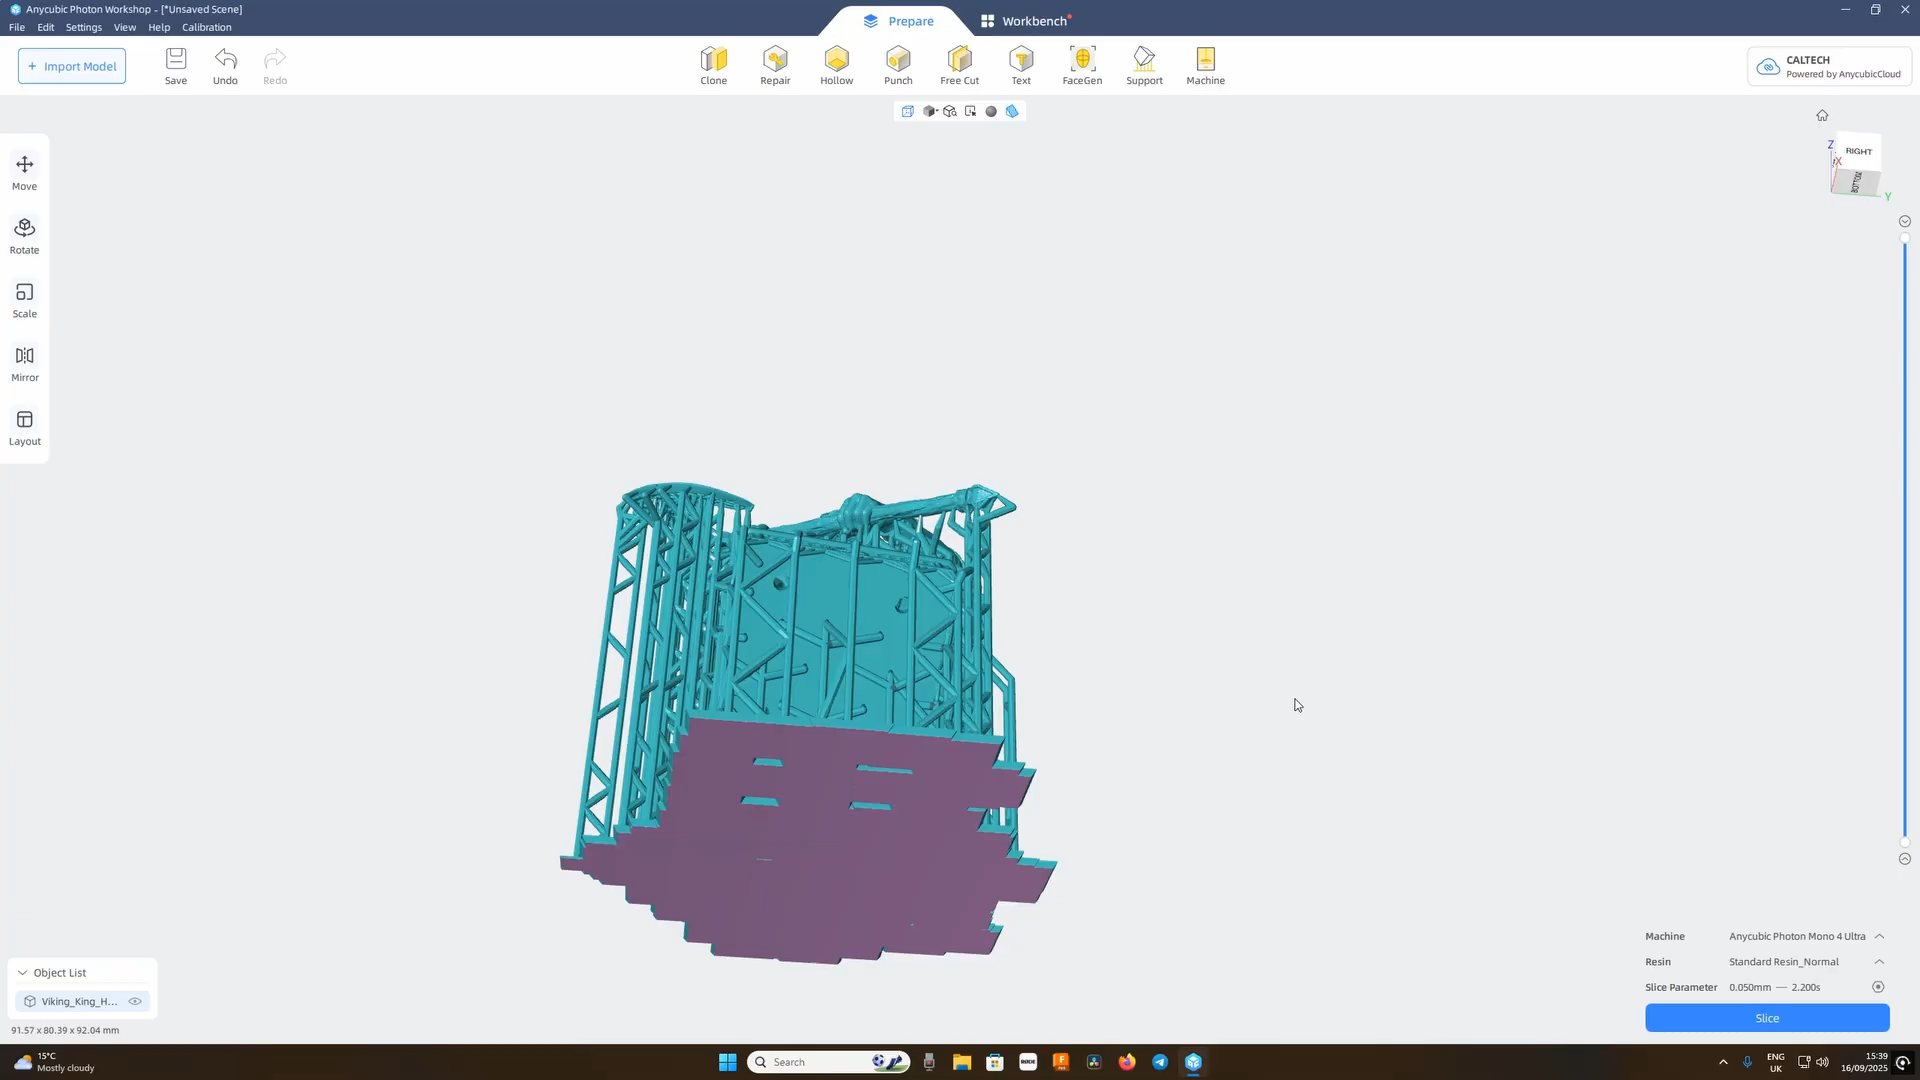 Anycubic Photon Workshop - [*Unsaved Scene]
File Edit Settings View Help Calibration
Prepare
Workbench
+ Import Model
Save
Undo
Redo
Clone
Repair
Hollow
Punch
Free Cut
Text
FaceGen
Support
Machine
CALTECH
Powered by AnycubicCloud
Move
Rotate
Scale
Mirror
Layout
Z
X
RIGHT
BOTTOM
Y
Object List
Viking_King_H...
91.57 x 80.39 x 92.04 mm
Machine Anycubic Photon Mono 4 Ultra
Resin Standard Resin_Normal
Slice Parameter 0.050mm — 2.200s
Slice
15°C
Mostly cloudy
Search
ENG
UK
15:39
16/09/2025